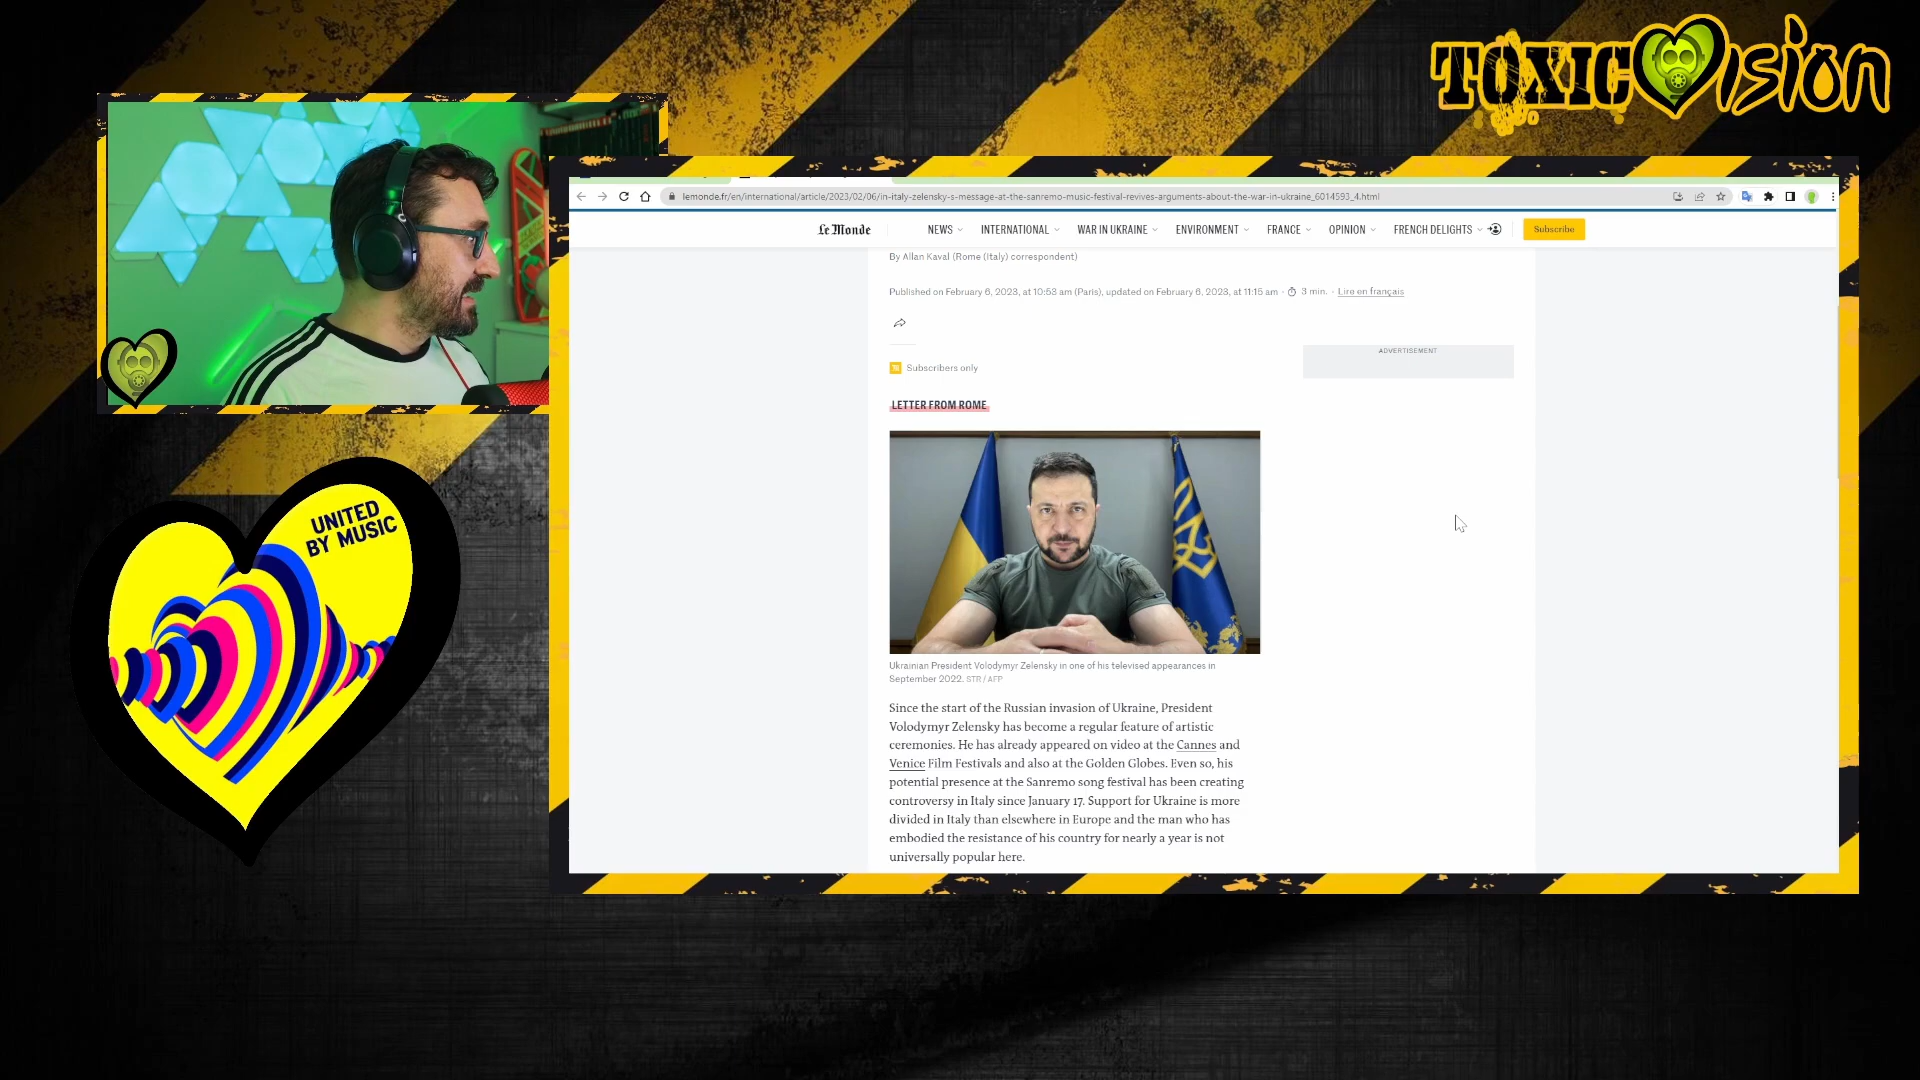 TOXICVISION
lemonde.fr/en/international/article/2023/02/06/in-italy-zelensky-s-message-at-the-sanremo-music-festival-revives-arguments-about-the-war-in-ukraine_6014593_4.html
Le Monde
NEWS INTERNATIONAL WAR IN UKRAINE ENVIRONMENT FRANCE OPINION FRENCH DELIGHTS Subscribe
By Allan Kaval (Rome (Italy) correspondent)
Published on February 6, 2023, at 10:53 am (Paris), updated on February 6, 2023, at 11:15 am · 3 min. · Lire en français
ADVERTISEMENT
Subscribers only
LETTER FROM ROME
Ukrainian President Volodymyr Zelensky in one of his televised appearances in
September 2022. STR / AFP
Since the start of the Russian invasion of Ukraine, President
Volodymyr Zelensky has become a regular feature of artistic
ceremonies. He has already appeared on video at the Cannes and
Venice Film Festivals and also at the Golden Globes. Even so, his
potential presence at the Sanremo song festival has been creating
controversy in Italy since January 17. Support for Ukraine is more
divided in Italy than elsewhere in Europe and the man who has
embodied the resistance of his country for nearly a year is not
universally popular here.
UNITED
BY MUSIC